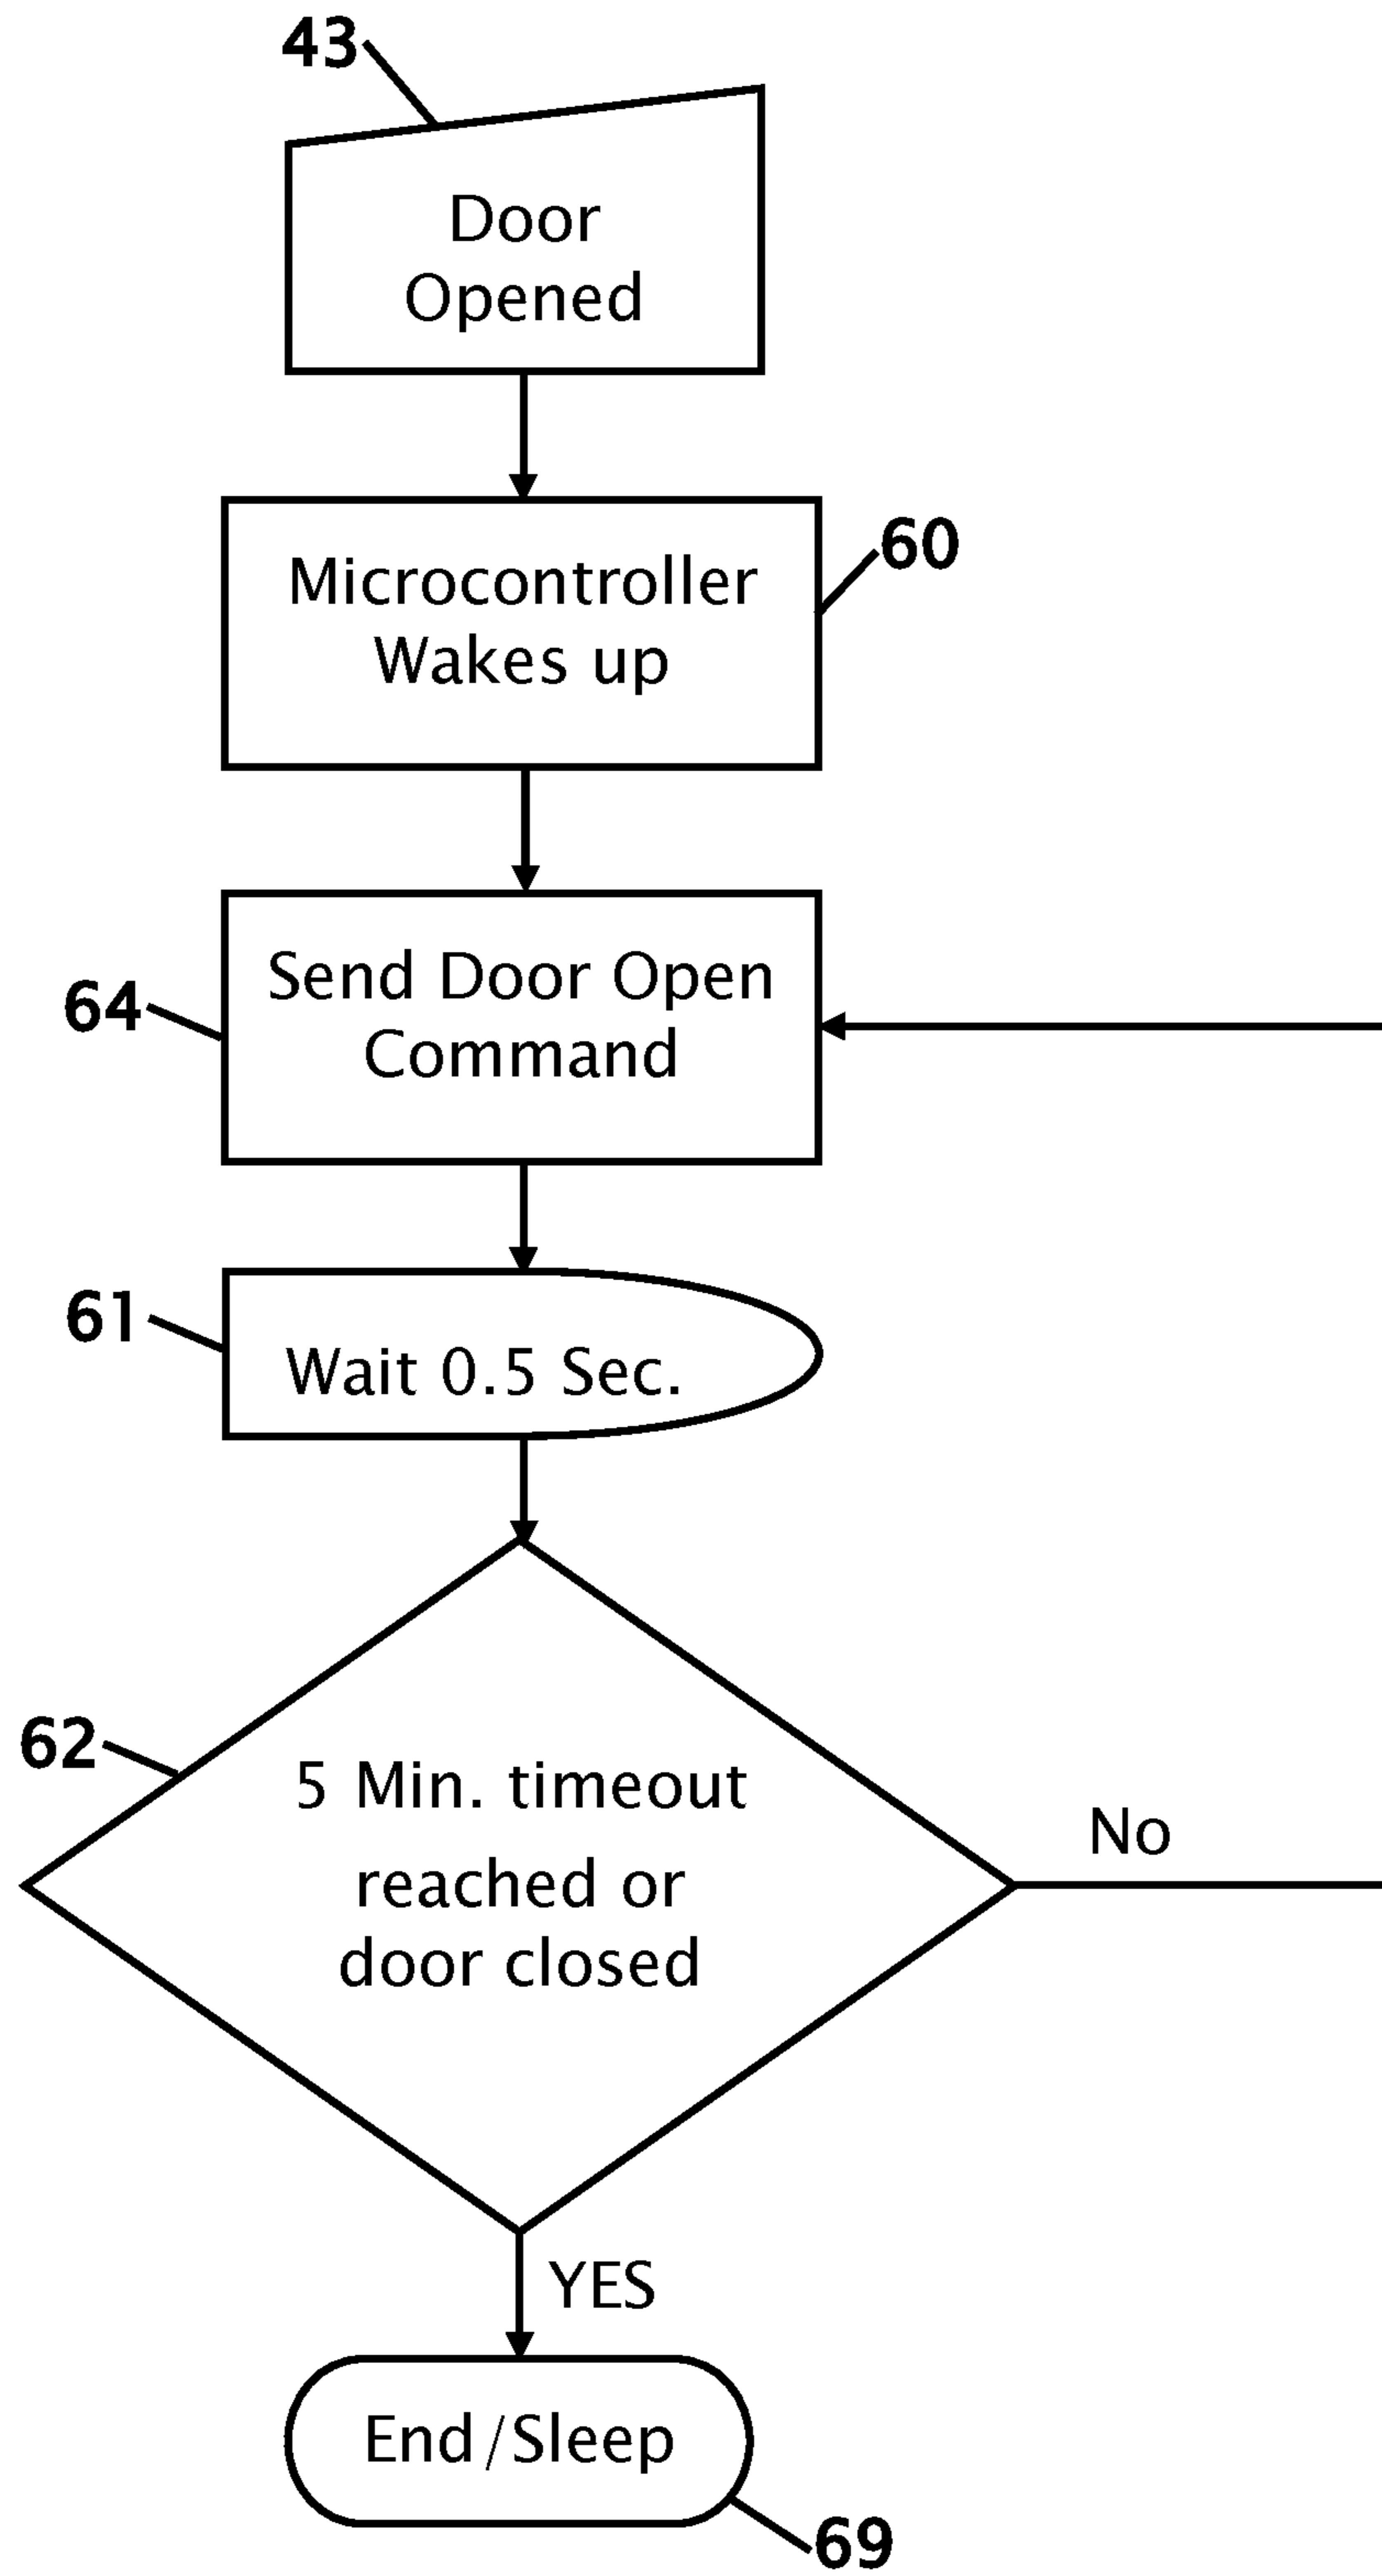 43
Door
Opened
Microcontroller
Wakes up
60
Send Door Open
Command
64
61
Wait 0.5 Sec.
62
5 Min. timeout
reached or
door closed
No
YES
End/Sleep
69